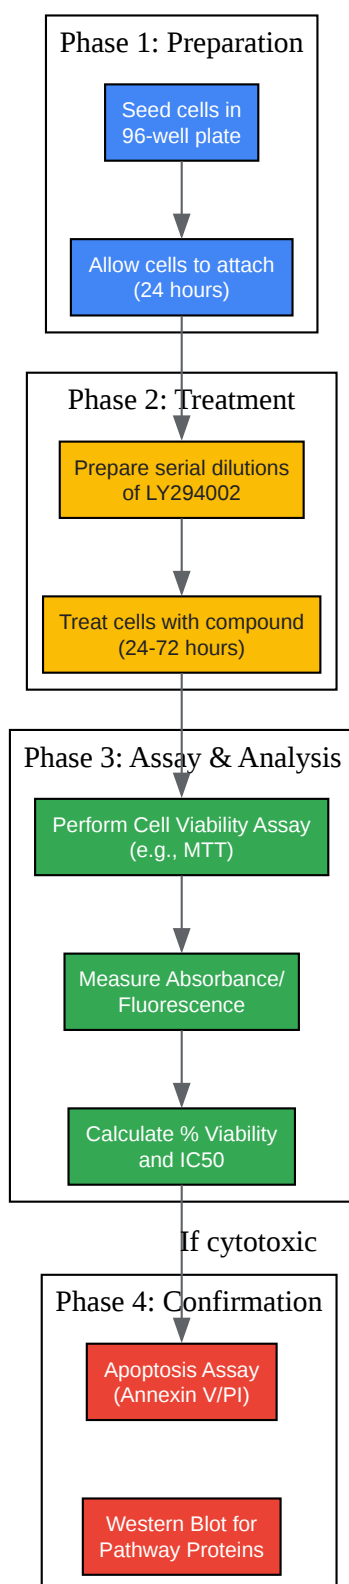 Phase 1: Preparation
Seed cells in
96-well plate
Allow cells to attach
(24 hours)
Phase 2: Treatment
Prepare serial dilutions
of LY294002
Treat cells with compound
(24-72 hours)
Phase 3: Assay & Analysis
Perform Cell Viability Assay
(e.g., MTT)
Measure Absorbance/
Fluorescence
Calculate % Viability
and IC50
If cytotoxic
Phase 4: Confirmation
Apoptosis Assay
(Annexin V/PI)
Western Blot for
Pathway Proteins